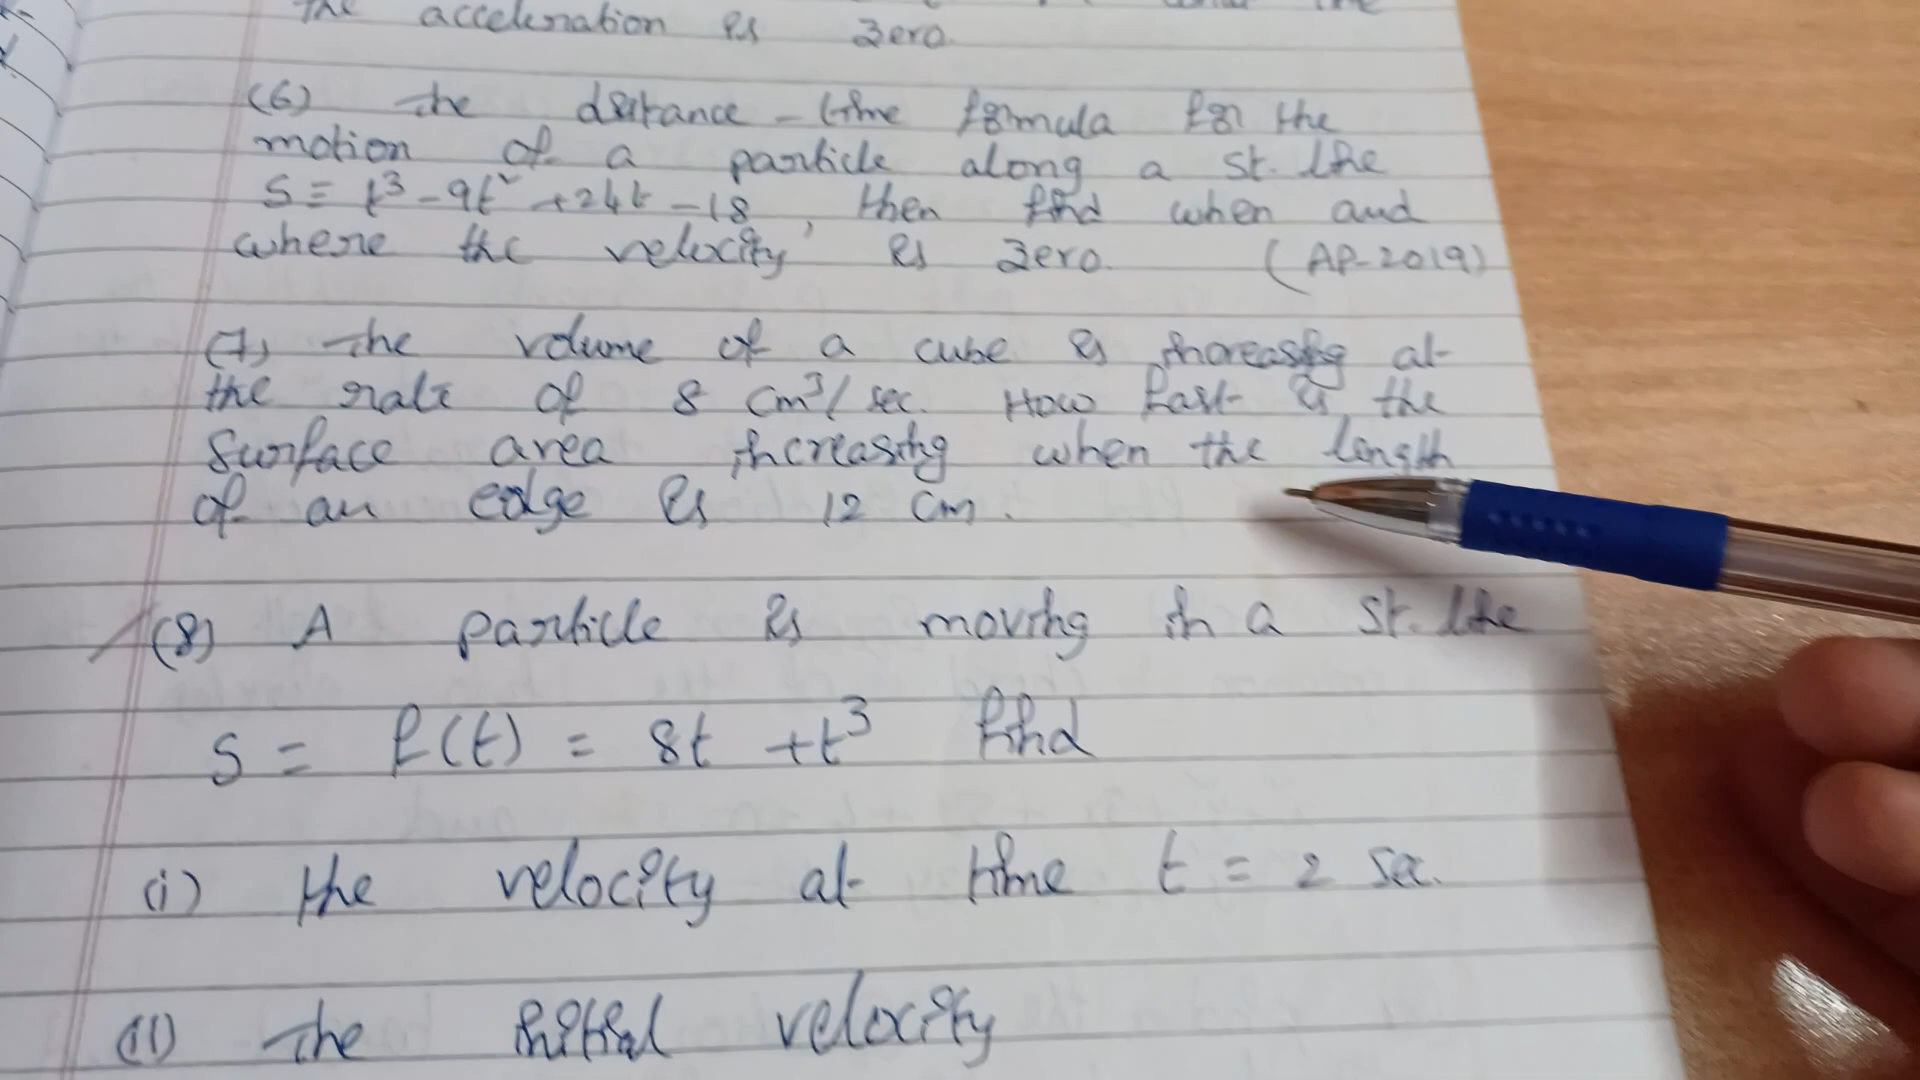 the acceleration is zero.
(6) the distance - time formula for the
motion of a particle along a st. line
S = t³ - 9t² + 24t - 18, then find when and
where the velocity is zero. (AP-2019)
(7) the volume of a cube is increasing at
the rate of 8 cm³/sec. How fast is the
surface area increasing when the length
of an edge is 12 cm.
(8) A particle is moving in a st. line
S = f(t) = 8t + t³ find
(i) the velocity at time t = 2 sec.
(ii) the initial velocity